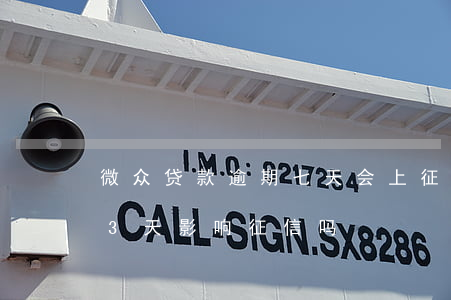 I.M.O: 9217254
微众贷款逾期七天会上征
CALL-SIGN.SX8286
3 天影响征信吗